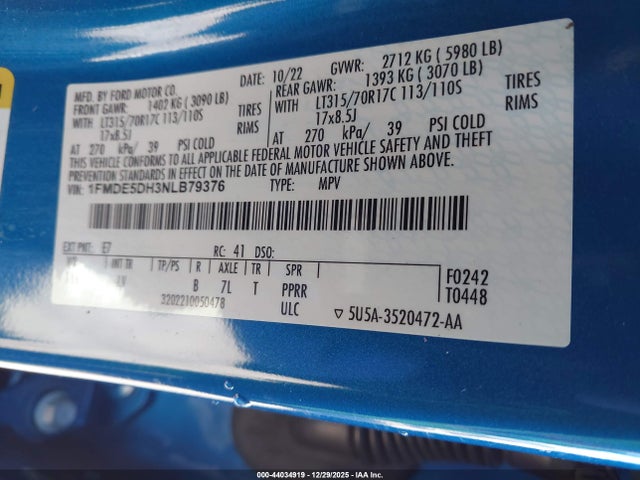 MFD. BY FORD MOTOR CO.
10/22 GVWR: 2712 KG ( 5980 LB)
FRONT GAWR: 1402 KG ( 3090 LB) REAR GAWR: 1393 KG ( 3070 LB)
WITH LT315/70R17C 113/110S TIRES WITH LT315/70R17C 113/110S TIRES
17x8.5J RIMS 17x8.5J RIMS
AT 270 kPa/ 39 PSI COLD AT 270 kPa/ 39 PSI COLD
THIS VEHICLE CONFORMS TO ALL APPLICABLE FEDERAL MOTOR VEHICLE SAFETY AND THEFT
PREVENTION STANDARDS IN EFFECT ON THE DATE OF MANUFACTURE SHOWN ABOVE.
VIN: 1FMDE5DH3NLB79376 TYPE: MPV
EXT PNT: E7 RC: 41 DSO:
INT TR TP/PS R AXLE TR SPR F0242
B 7L T PPRR T0448
3202210050478 ULC ▽ 5U5A-3520472-AA
000-44034919 - 12/29/2025 - IAA Inc.